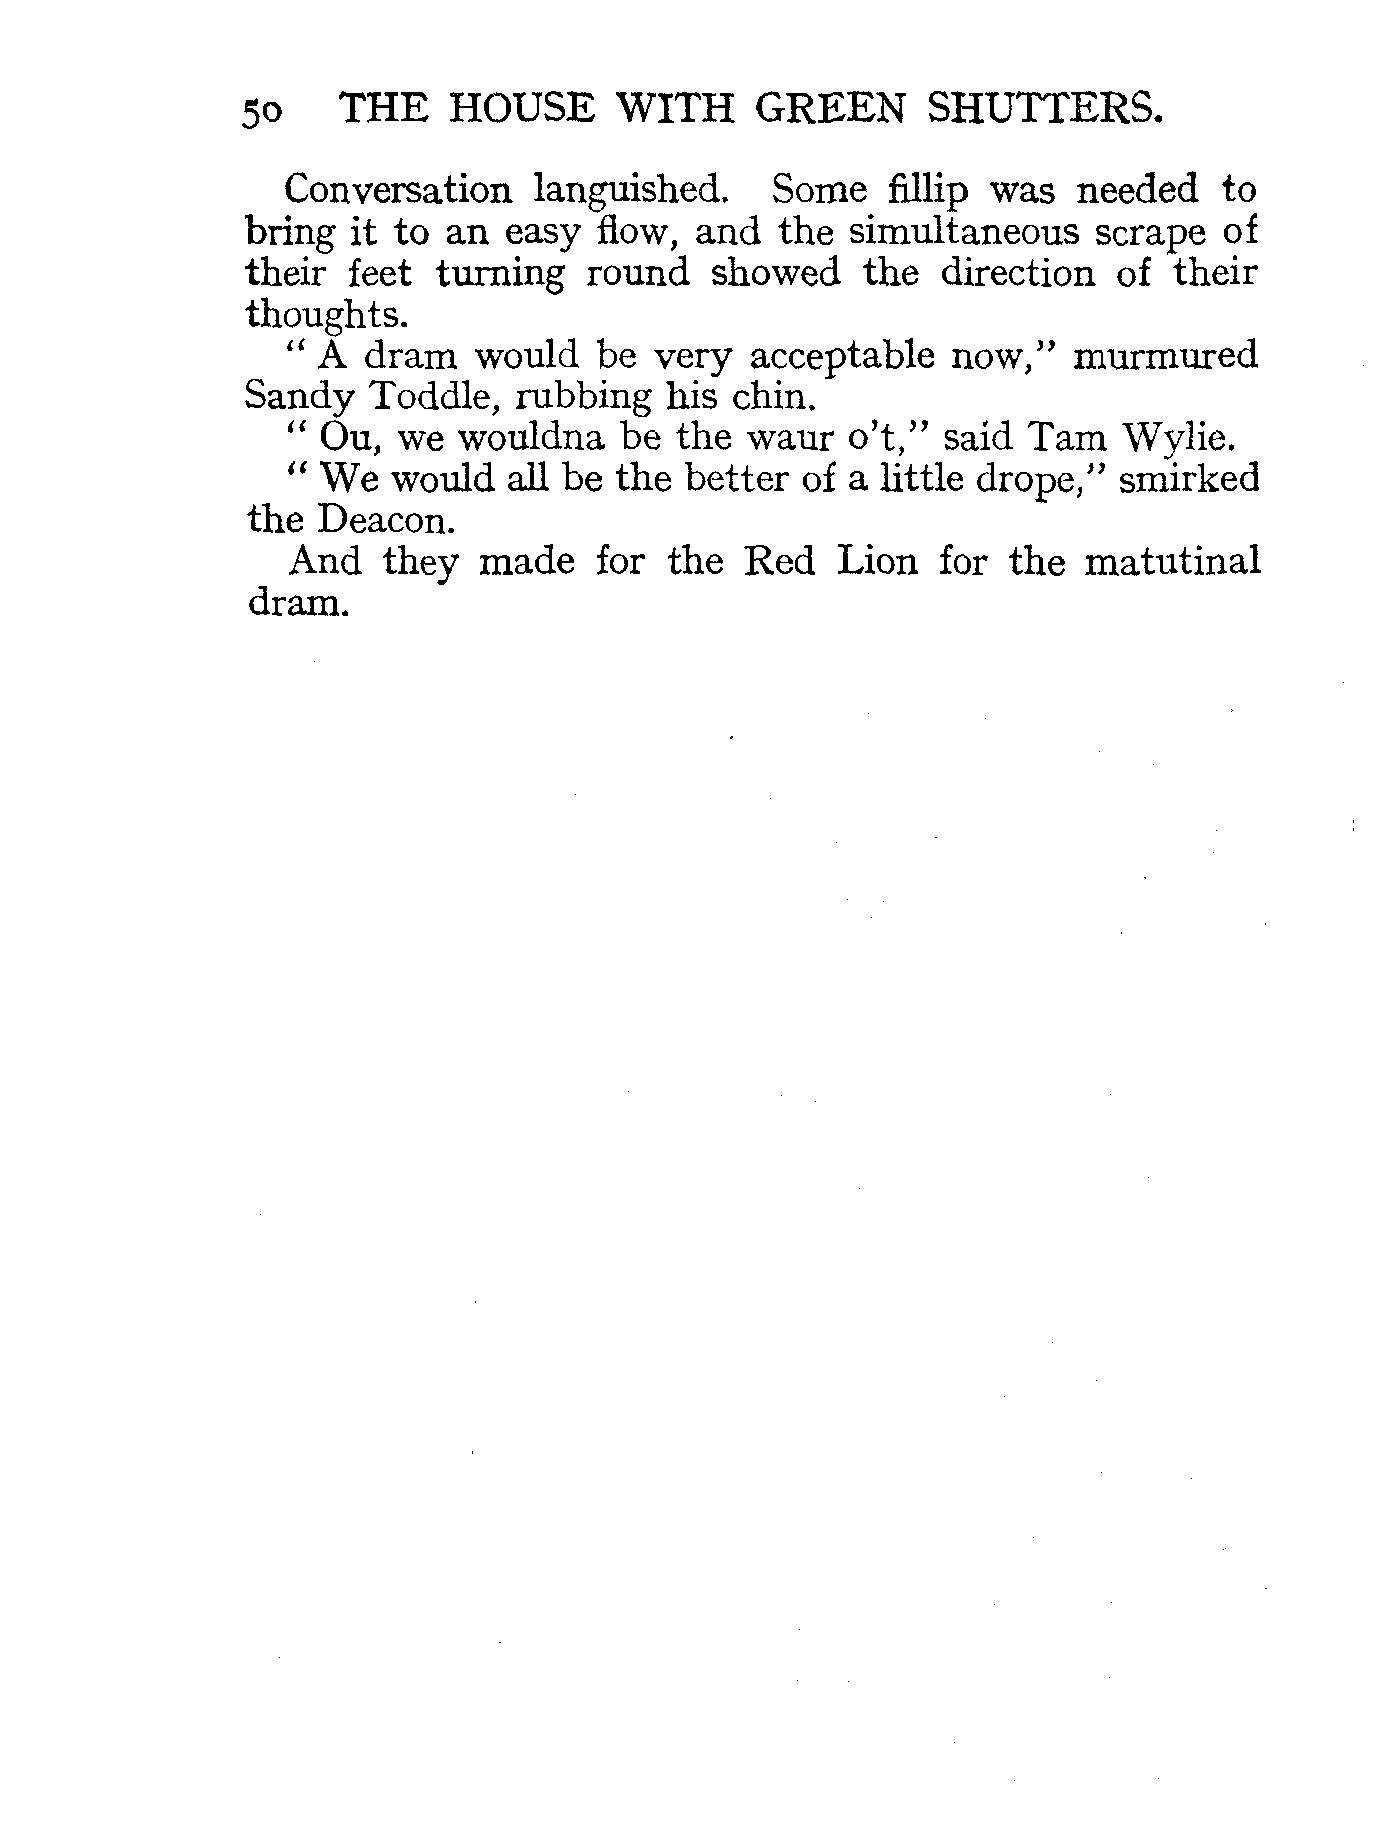 50 THE HOUSE WITH GREEN SHUTTERS.
Conversation languished. Some fillip was needed to
bring it to an easy flow, and the simultaneous scrape of
their feet turning round showed the direction of their
thoughts.
“ A dram would be very acceptable now,” murmured
Sandy Toddle, rubbing his chin.
“ Ou, we wouldna be the waur o’t,” said Tam Wylie.
“ We would all be the better of a little drope,” smirked
the Deacon.
And they made for the Red Lion for the matutinal
dram.